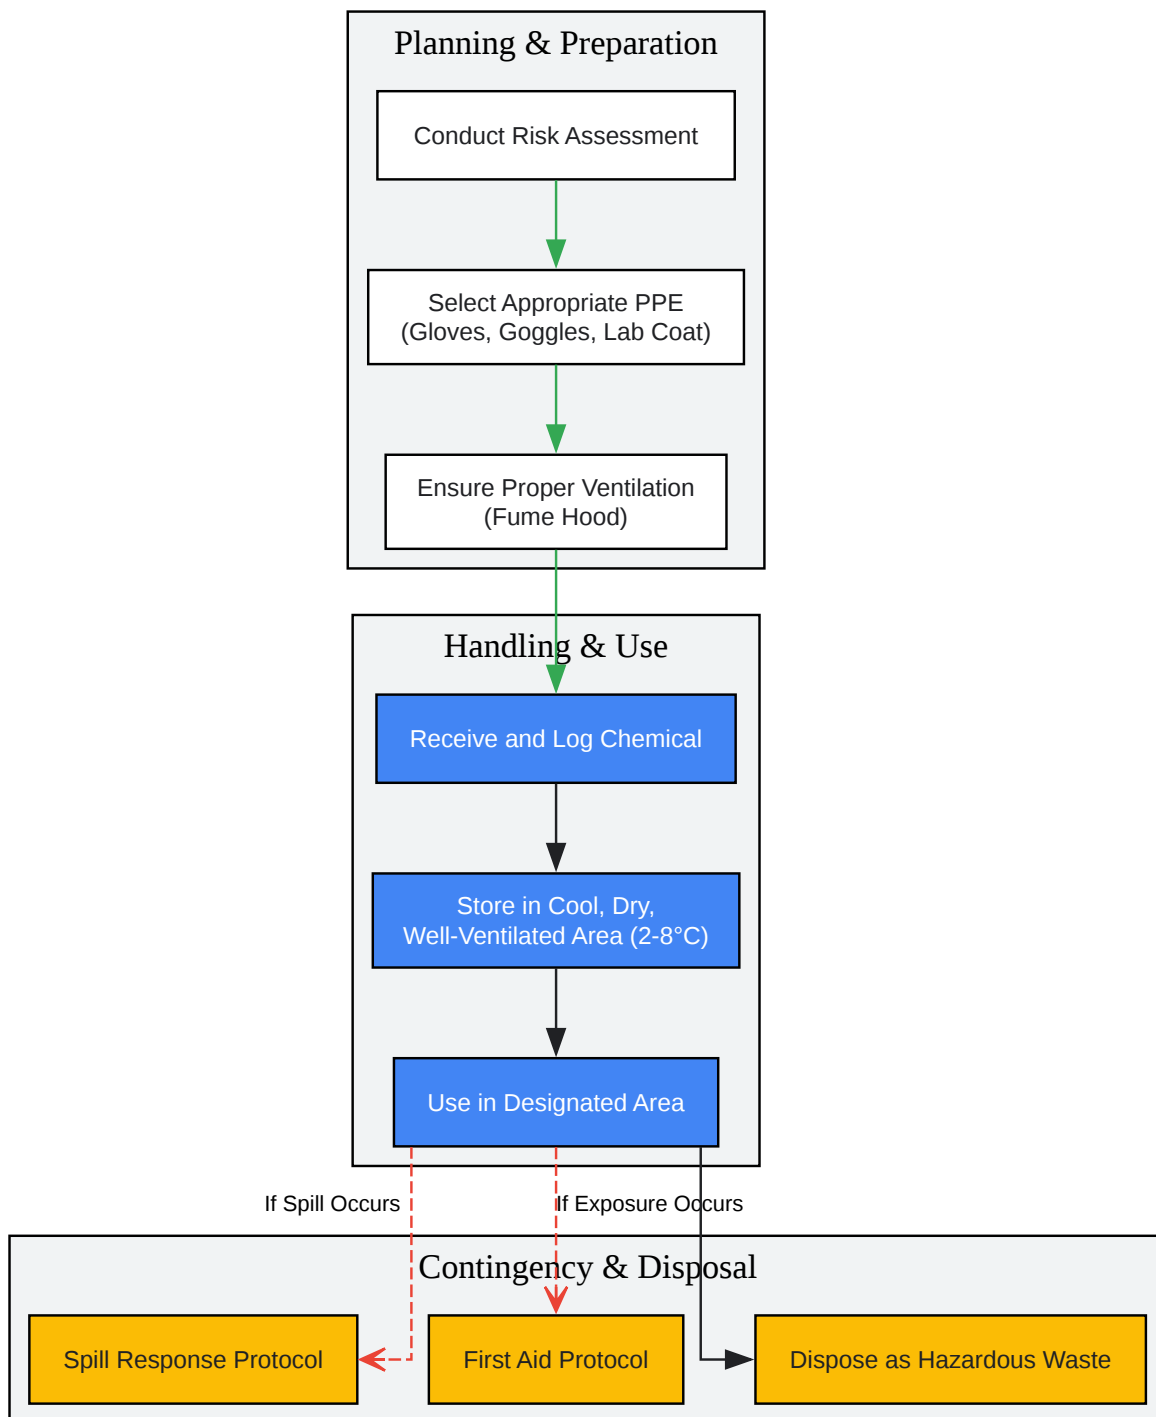 Planning & Preparation
Conduct Risk Assessment
Select Appropriate PPE
(Gloves, Goggles, Lab Coat)
Ensure Proper Ventilation
(Fume Hood)
Handling & Use
Receive and Log Chemical
Store in Cool, Dry,
Well-Ventilated Area (2-8°C)
Use in Designated Area
If Spill Occurs
If Exposure Occurs
Contingency & Disposal
Spill Response Protocol
First Aid Protocol
Dispose as Hazardous Waste